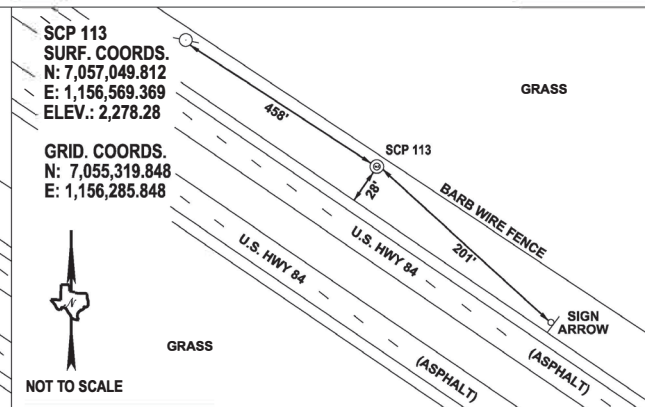 SCP 113
SURF. COORDS.
N: 7,057,049.812
E: 1,156,569.369
ELEV.: 2,278.28
GRID. COORDS.
N: 7,055,319.848
E: 1,156,285.848
GRASS
458'
SCP 113
28'
BARB WIRE FENCE
U.S. HWY 84
201'
U.S. HWY 84
SIGN
ARROW
N
GRASS
(ASPHALT)
(ASPHALT)
NOT TO SCALE